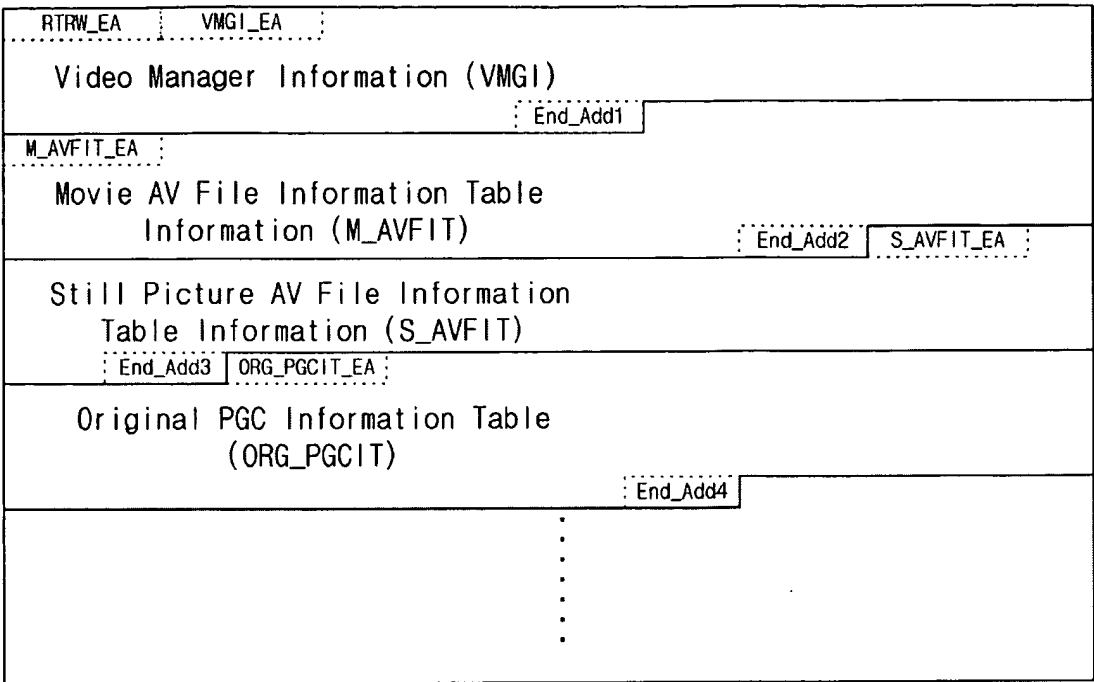 RTRW_EA VMGI_EA
Video Manager Information (VMGI)
End_Add1
M_AVFIT_EA
Movie AV File Information Table
Information (M_AVFIT)
End_Add2 S_AVFIT_EA
Still Picture AV File Information
Table Information (S_AVFIT)
End_Add3 ORG_PGCIT_EA
Original PGC Information Table
(ORG_PGCIT)
End_Add4